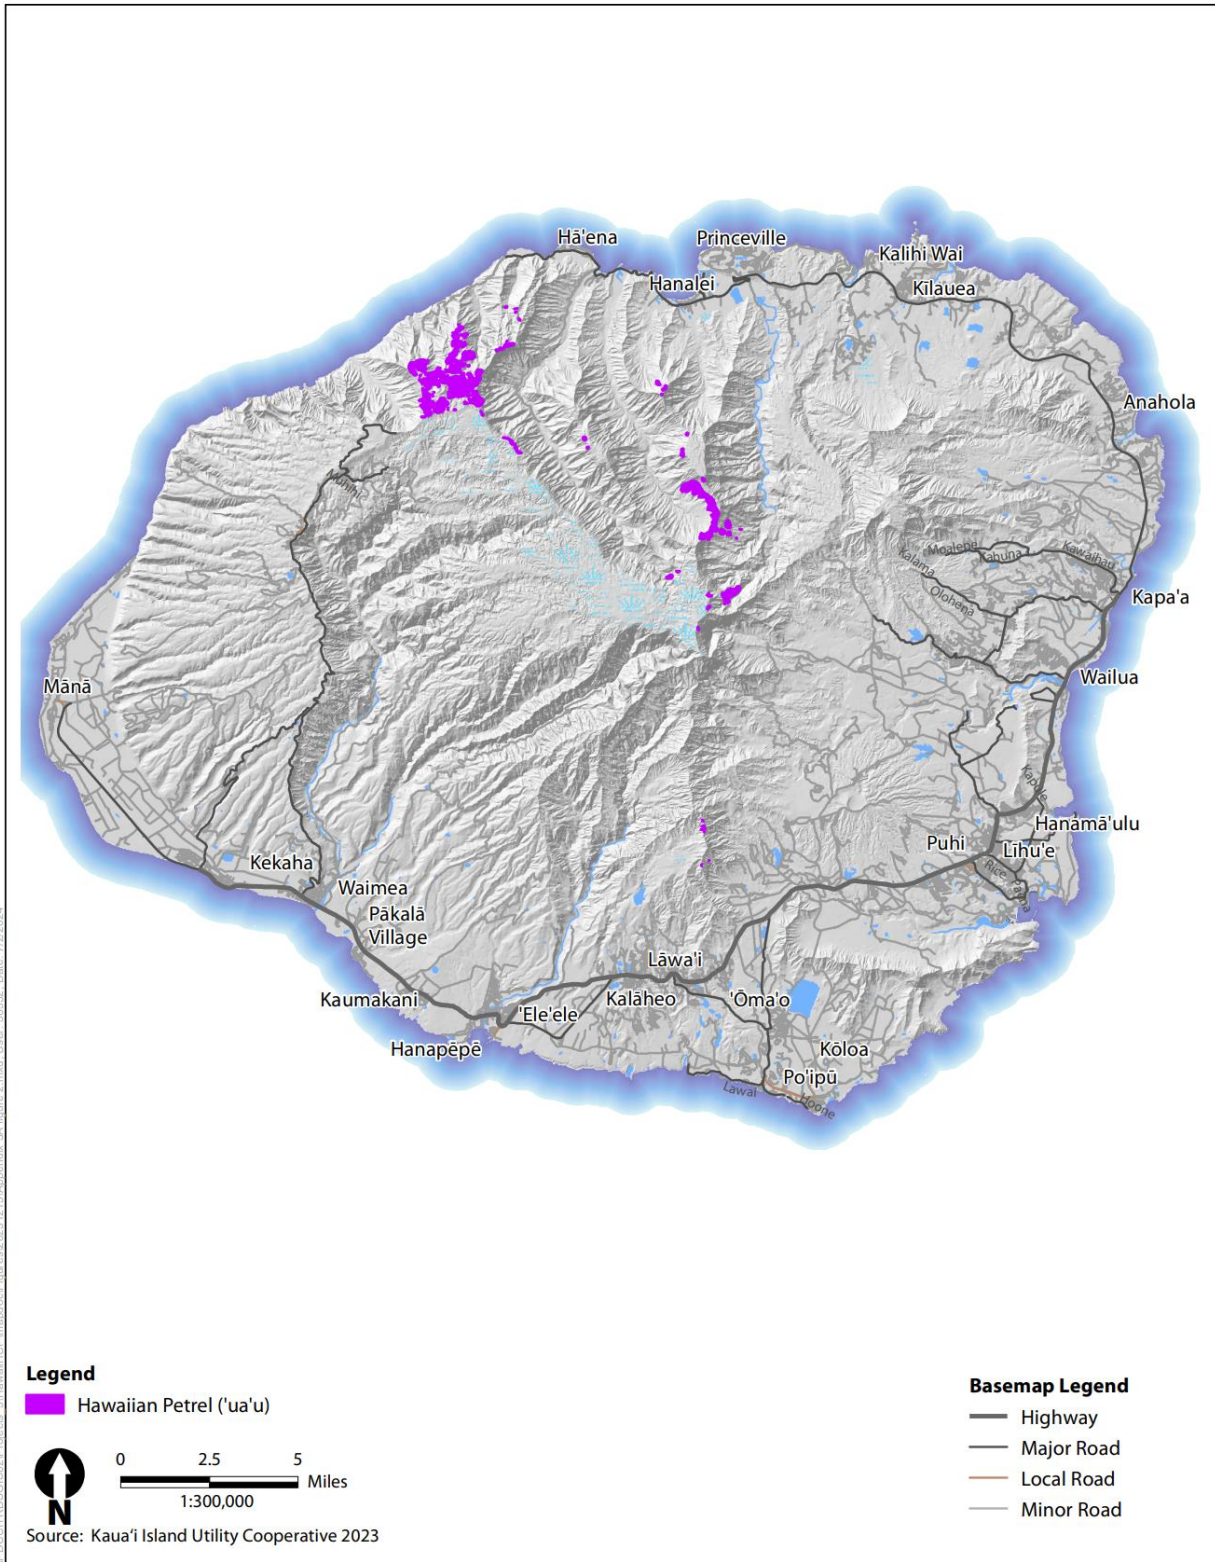 Hā'ena
Princeville
Kalihi Wai
Hanalei
Kīlauea
Anahola
Moalepe
Kahuna
Kawaihau
Kalama
Olohena
Kapa'a
Wailua
Mānā
Kapule
Hanamā'ulu
Puhi
Līhu'e
Rice
Kekaha
Waimea
Pākalā
Village
Lāwa'i
Kaumakani
Kalāheo
'Ōma'o
'Ele'ele
Hanapēpē
Kōloa
Po'ipū
Lawai
Hoone
Legend
Hawaiian Petrel ('ua'u)
0 2.5 5
Miles
1:300,000
N
Source: Kaua'i Island Utility Cooperative 2023
Basemap Legend
Highway
Major Road
Local Road
Minor Road